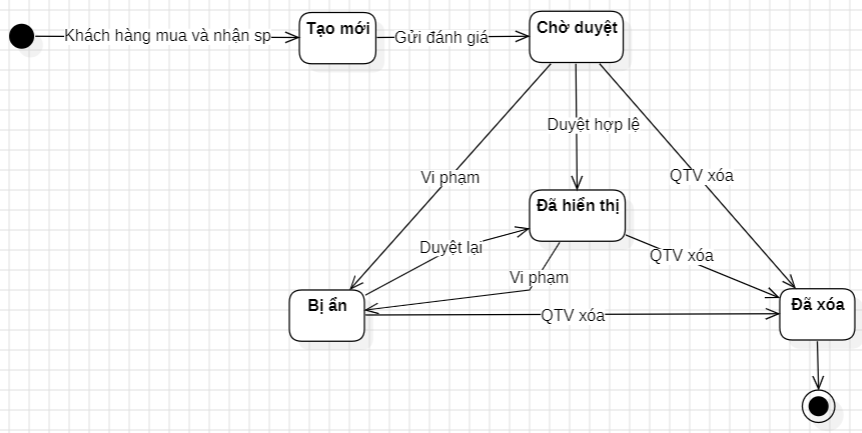 Khách hàng mua và nhận sp
Tạo mới
Gửi đánh giá
Chờ duyệt
Duyệt hợp lệ
Vi phạm
QTV xóa
Đã hiển thị
Duyệt lại
QTV xóa
Vi phạm
Bị ẩn
QTV xóa
Đã xóa